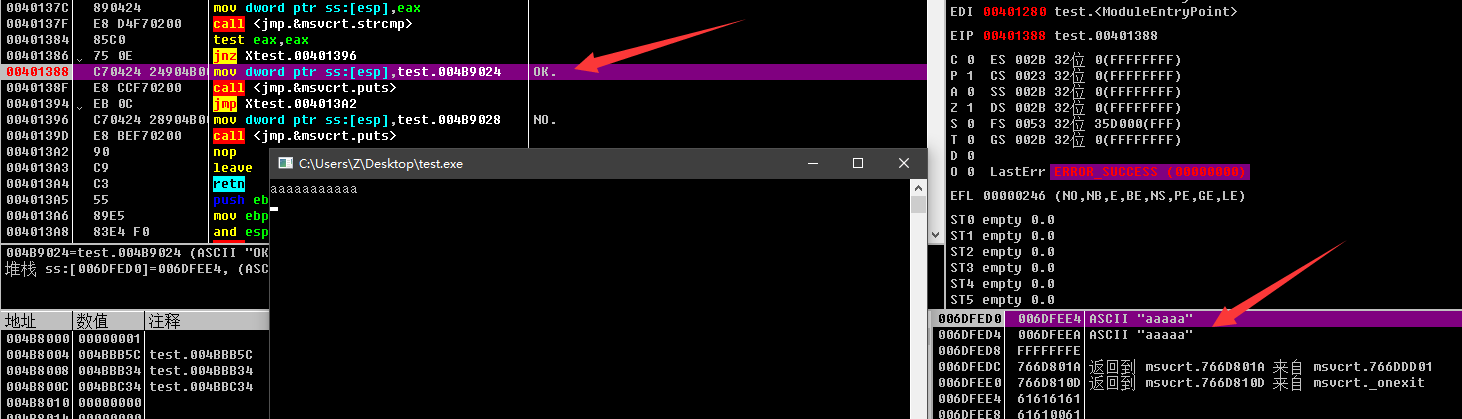 0040137C 890424 mov dword ptr ss:[esp],eax
0040137F E8 D4F70200 call <jmp.&msvcrt.strcmp>
00401384 85C0 test eax,eax
00401386 75 0E jnz Xtest.00401396
00401388 C70424 24904B0 mov dword ptr ss:[esp],test.004B9024 OK.
0040138F E8 CCF70200 call <jmp.&msvcrt.puts>
00401394 EB 0C jmp Xtest.004013A2
00401396 C70424 28904B0 mov dword ptr ss:[esp],test.004B9028 NO.
0040139D E8 BEF70200 call <jmp.&msvcrt.puts>
004013A2 90 nop
004013A3 C9 leave
004013A4 C3 retn
004013A5 55 push eb
004013A6 89E5 mov ebp
004013A8 83E4 F0 and esp
004B9024=test.004B9024 (ASCII "OK
堆栈 ss:[006DFED0]=006DFEE4, (ASC
C:\Users\Z\Desktop\test.exe
aaaaaaaaaaa
EDI 00401280 test.<ModuleEntryPoint>
EIP 00401388 test.00401388
C 0 ES 002B 32位 0(FFFFFFFF)
P 1 CS 0023 32位 0(FFFFFFFF)
A 0 SS 002B 32位 0(FFFFFFFF)
Z 1 DS 002B 32位 0(FFFFFFFF)
S 0 FS 0053 32位 35D000(FFF)
T 0 GS 002B 32位 0(FFFFFFFF)
D 0
O 0 LastErr ERROR_SUCCESS (00000000)
EFL 00000246 (NO,NB,E,BE,NS,PE,GE,LE)
ST0 empty 0.0
ST1 empty 0.0
ST2 empty 0.0
ST3 empty 0.0
ST4 empty 0.0
ST5 empty 0.0
地址 数值 注释
004B8000 00000001
004B8004 004BBB5C test.004BBB5C
004B8008 004BBB34 test.004BBB34
004B800C 004BBC34 test.004BBC34
004B8010 00000000
004B8014 00000000
006DFED0 006DFEE4 ASCII "aaaaa"
006DFED4 006DFEEA ASCII "aaaaa"
006DFED8 FFFFFFFE
006DFEDC 766D801A 返回到 msvcrt.766D801A 来自 msvcrt.766DDD01
006DFEE0 766D810D 返回到 msvcrt.766D810D 来自 msvcrt._onexit
006DFEE4 61616161
006DFEE8 61610061